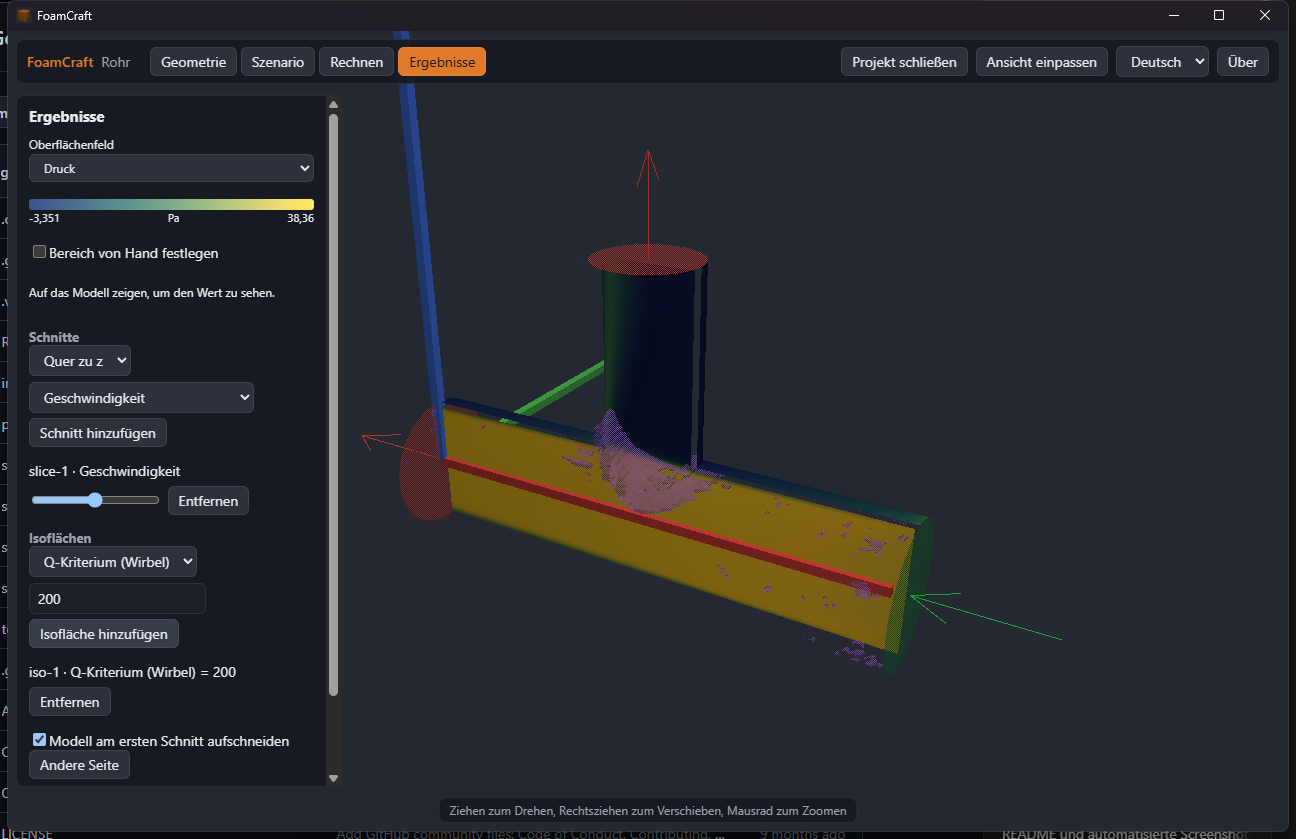 FoamCraft
FoamCraft Rohr Geometrie Szenario Rechnen Ergebnisse Projekt schließen Ansicht einpassen Deutsch Über
Ergebnisse
Oberflächenfeld
Druck
-3,351 Pa 38,36
Bereich von Hand festlegen
Auf das Modell zeigen, um den Wert zu sehen.
Schnitte
Quer zu z
Geschwindigkeit
Schnitt hinzufügen
slice-1 · Geschwindigkeit
Entfernen
Isoflächen
Q-Kriterium (Wirbel)
200
Isofläche hinzufügen
iso-1 · Q-Kriterium (Wirbel) = 200
Entfernen
Modell am ersten Schnitt aufschneiden
Andere Seite
Ziehen zum Drehen, Rechtsziehen zum Verschieben, Mausrad zum Zoomen
LICENSE Add GitHub community files: Code of Conduct, Contributing, ... 9 months ago README und automatisierte Screenshot